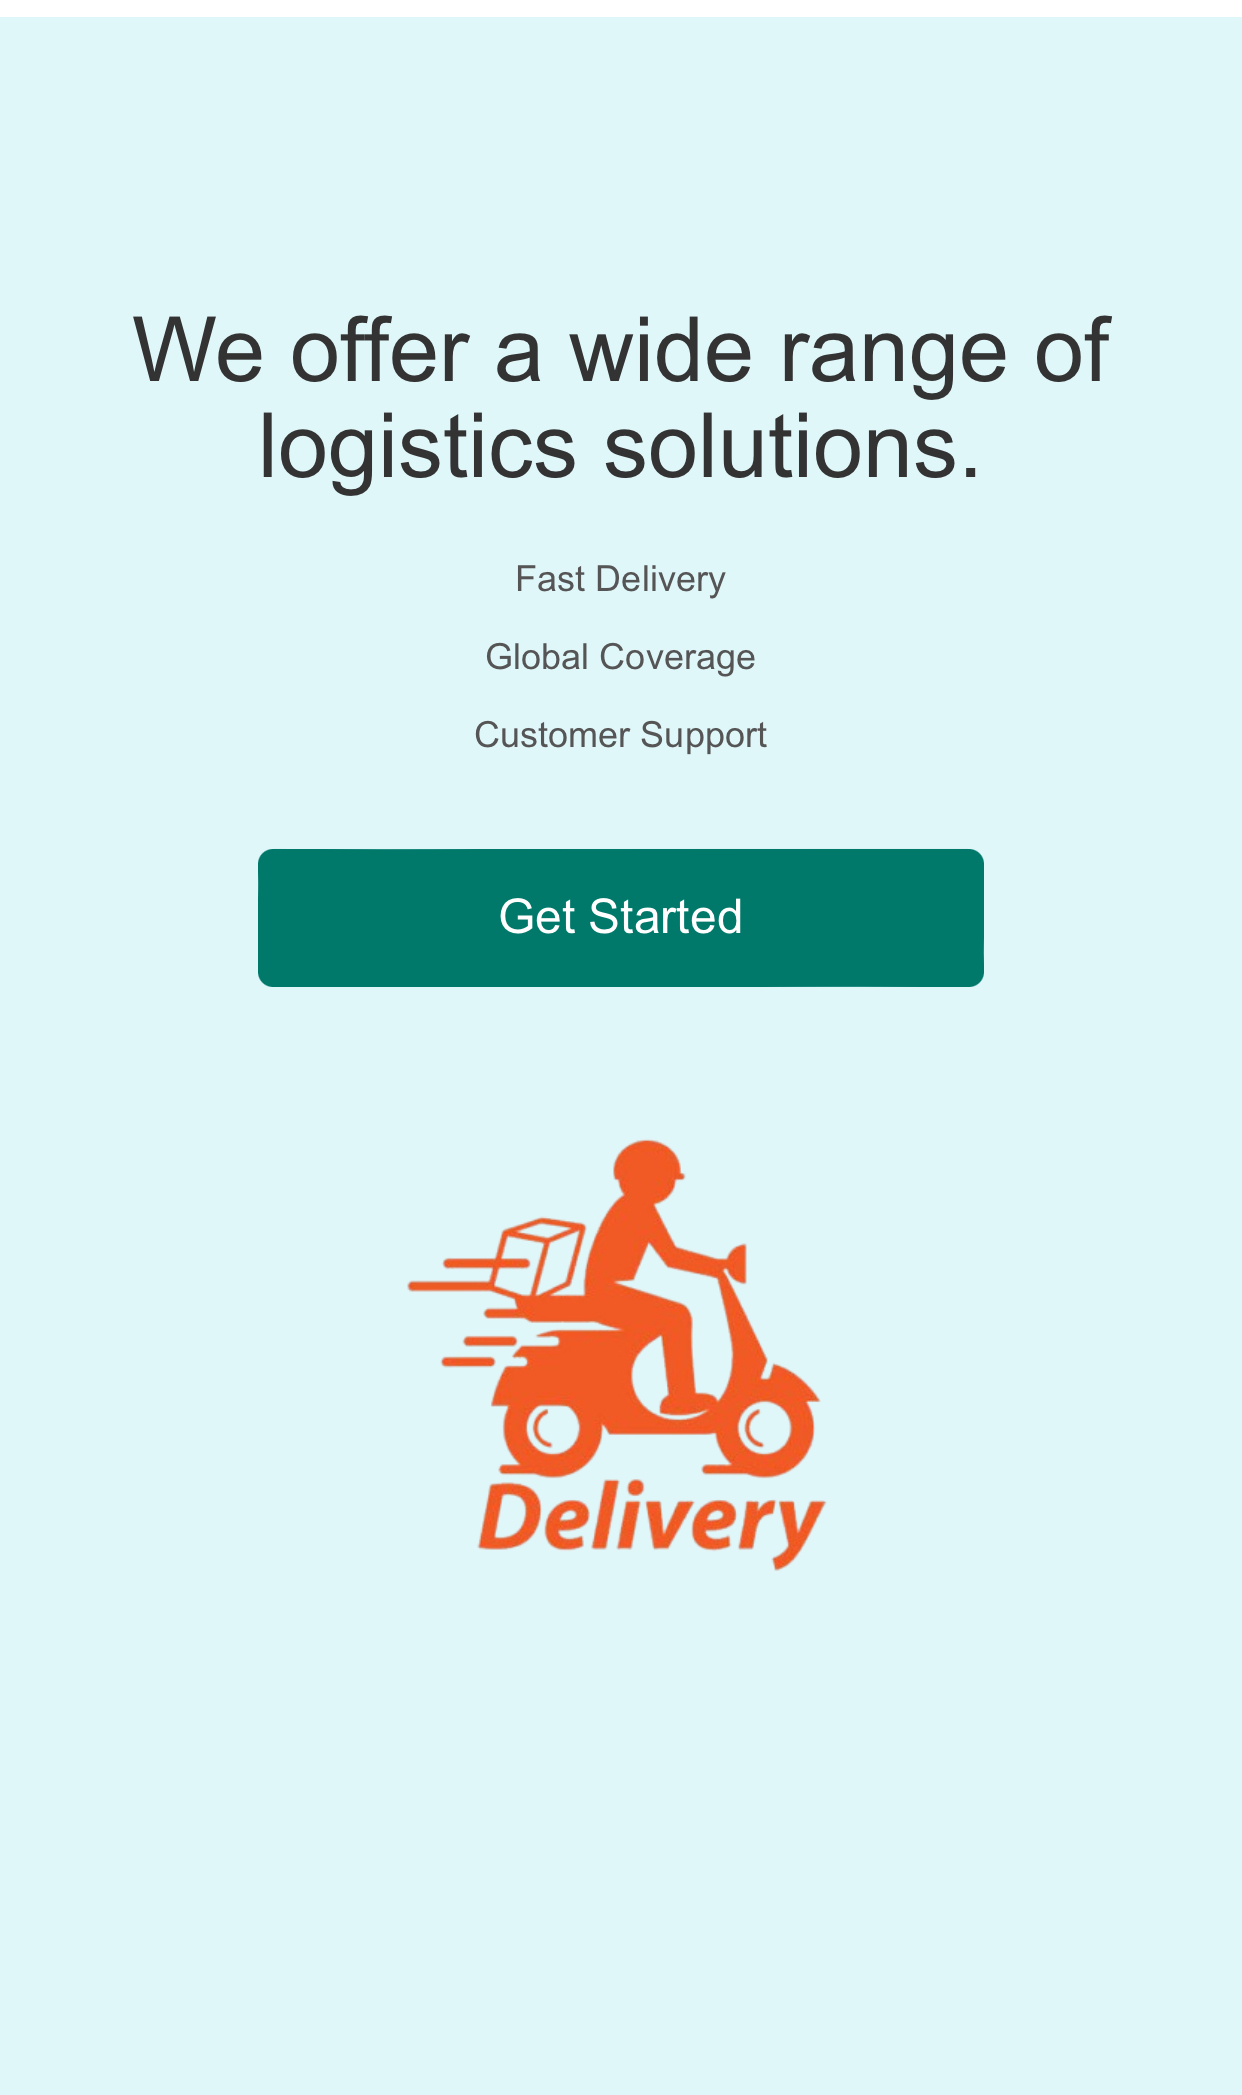 We offer a wide range of
logistics solutions.
Fast Delivery
Global Coverage
Customer Support
Get Started
Delivery